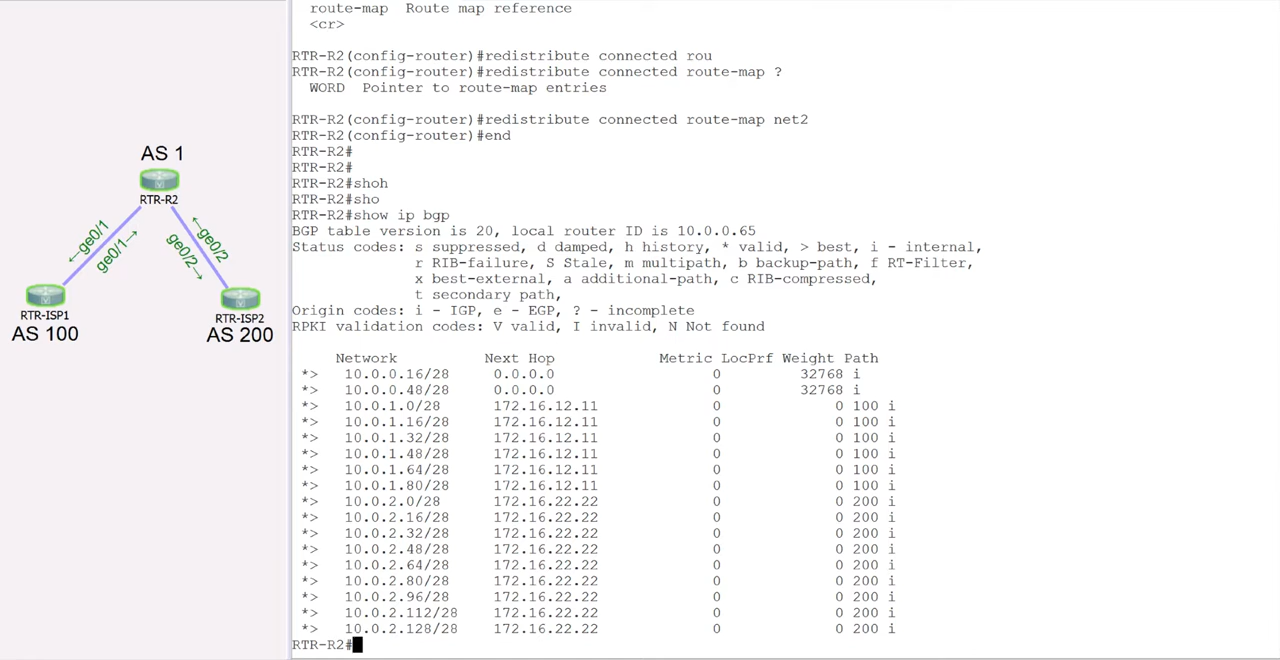 AS 1
RTR-R2
←ge0/1
ge0/1→
←ge0/2
ge0/2→
RTR-ISP1
AS 100
RTR-ISP2
AS 200
route-map  Route map reference
<cr>
RTR-R2(config-router)#redistribute connected rou
RTR-R2(config-router)#redistribute connected route-map ?
WORD  Pointer to route-map entries
RTR-R2(config-router)#redistribute connected route-map net2
RTR-R2(config-router)#end
RTR-R2#
RTR-R2#
RTR-R2#shoh
RTR-R2#sho
RTR-R2#show ip bgp
BGP table version is 20, local router ID is 10.0.0.65
Status codes: s suppressed, d damped, h history, * valid, > best, i - internal,
r RIB-failure, S Stale, m multipath, b backup-path, f RT-Filter,
x best-external, a additional-path, c RIB-compressed,
t secondary path,
Origin codes: i - IGP, e - EGP, ? - incomplete
RPKI validation codes: V valid, I invalid, N Not found
Network          Next Hop            Metric LocPrf Weight Path
*>   10.0.0.16/28     0.0.0.0                  0         32768 i
*>   10.0.0.48/28     0.0.0.0                  0         32768 i
*>   10.0.1.0/28      172.16.12.11             0             0 100 i
*>   10.0.1.16/28     172.16.12.11             0             0 100 i
*>   10.0.1.32/28     172.16.12.11             0             0 100 i
*>   10.0.1.48/28     172.16.12.11             0             0 100 i
*>   10.0.1.64/28     172.16.12.11             0             0 100 i
*>   10.0.1.80/28     172.16.12.11             0             0 100 i
*>   10.0.2.0/28      172.16.22.22             0             0 200 i
*>   10.0.2.16/28     172.16.22.22             0             0 200 i
*>   10.0.2.32/28     172.16.22.22             0             0 200 i
*>   10.0.2.48/28     172.16.22.22             0             0 200 i
*>   10.0.2.64/28     172.16.22.22             0             0 200 i
*>   10.0.2.80/28     172.16.22.22             0             0 200 i
*>   10.0.2.96/28     172.16.22.22             0             0 200 i
*>   10.0.2.112/28    172.16.22.22             0             0 200 i
*>   10.0.2.128/28    172.16.22.22             0             0 200 i
RTR-R2#